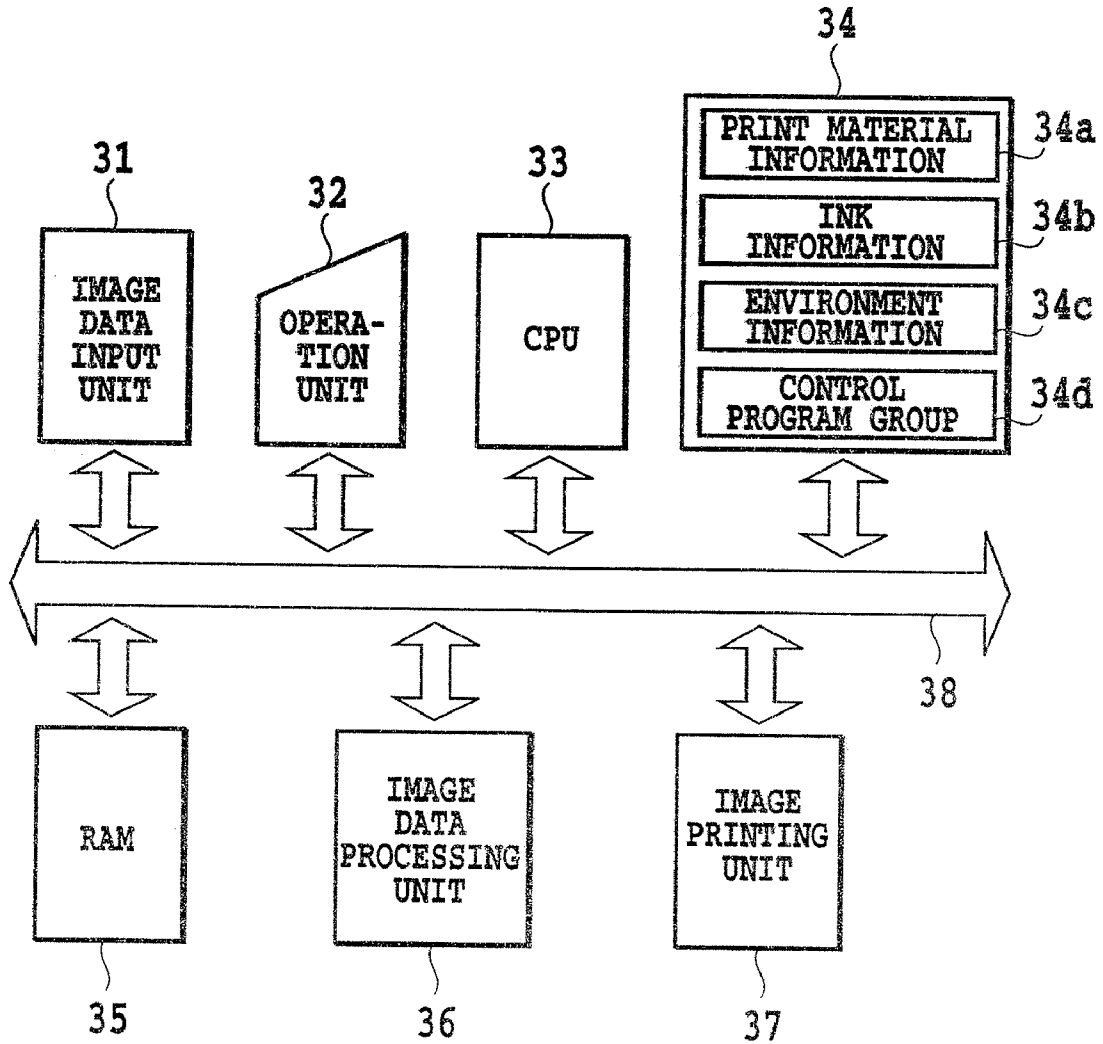 34
PRINT MATERIAL
INFORMATION
34a
INK
INFORMATION
34b
ENVIRONMENT
INFORMATION
34c
CONTROL
PROGRAM GROUP
34d
31
IMAGE
DATA
INPUT
UNIT
32
OPERA-
TION
UNIT
33
CPU
38
RAM
35
IMAGE
DATA
PROCESSING
UNIT
36
IMAGE
PRINTING
UNIT
37